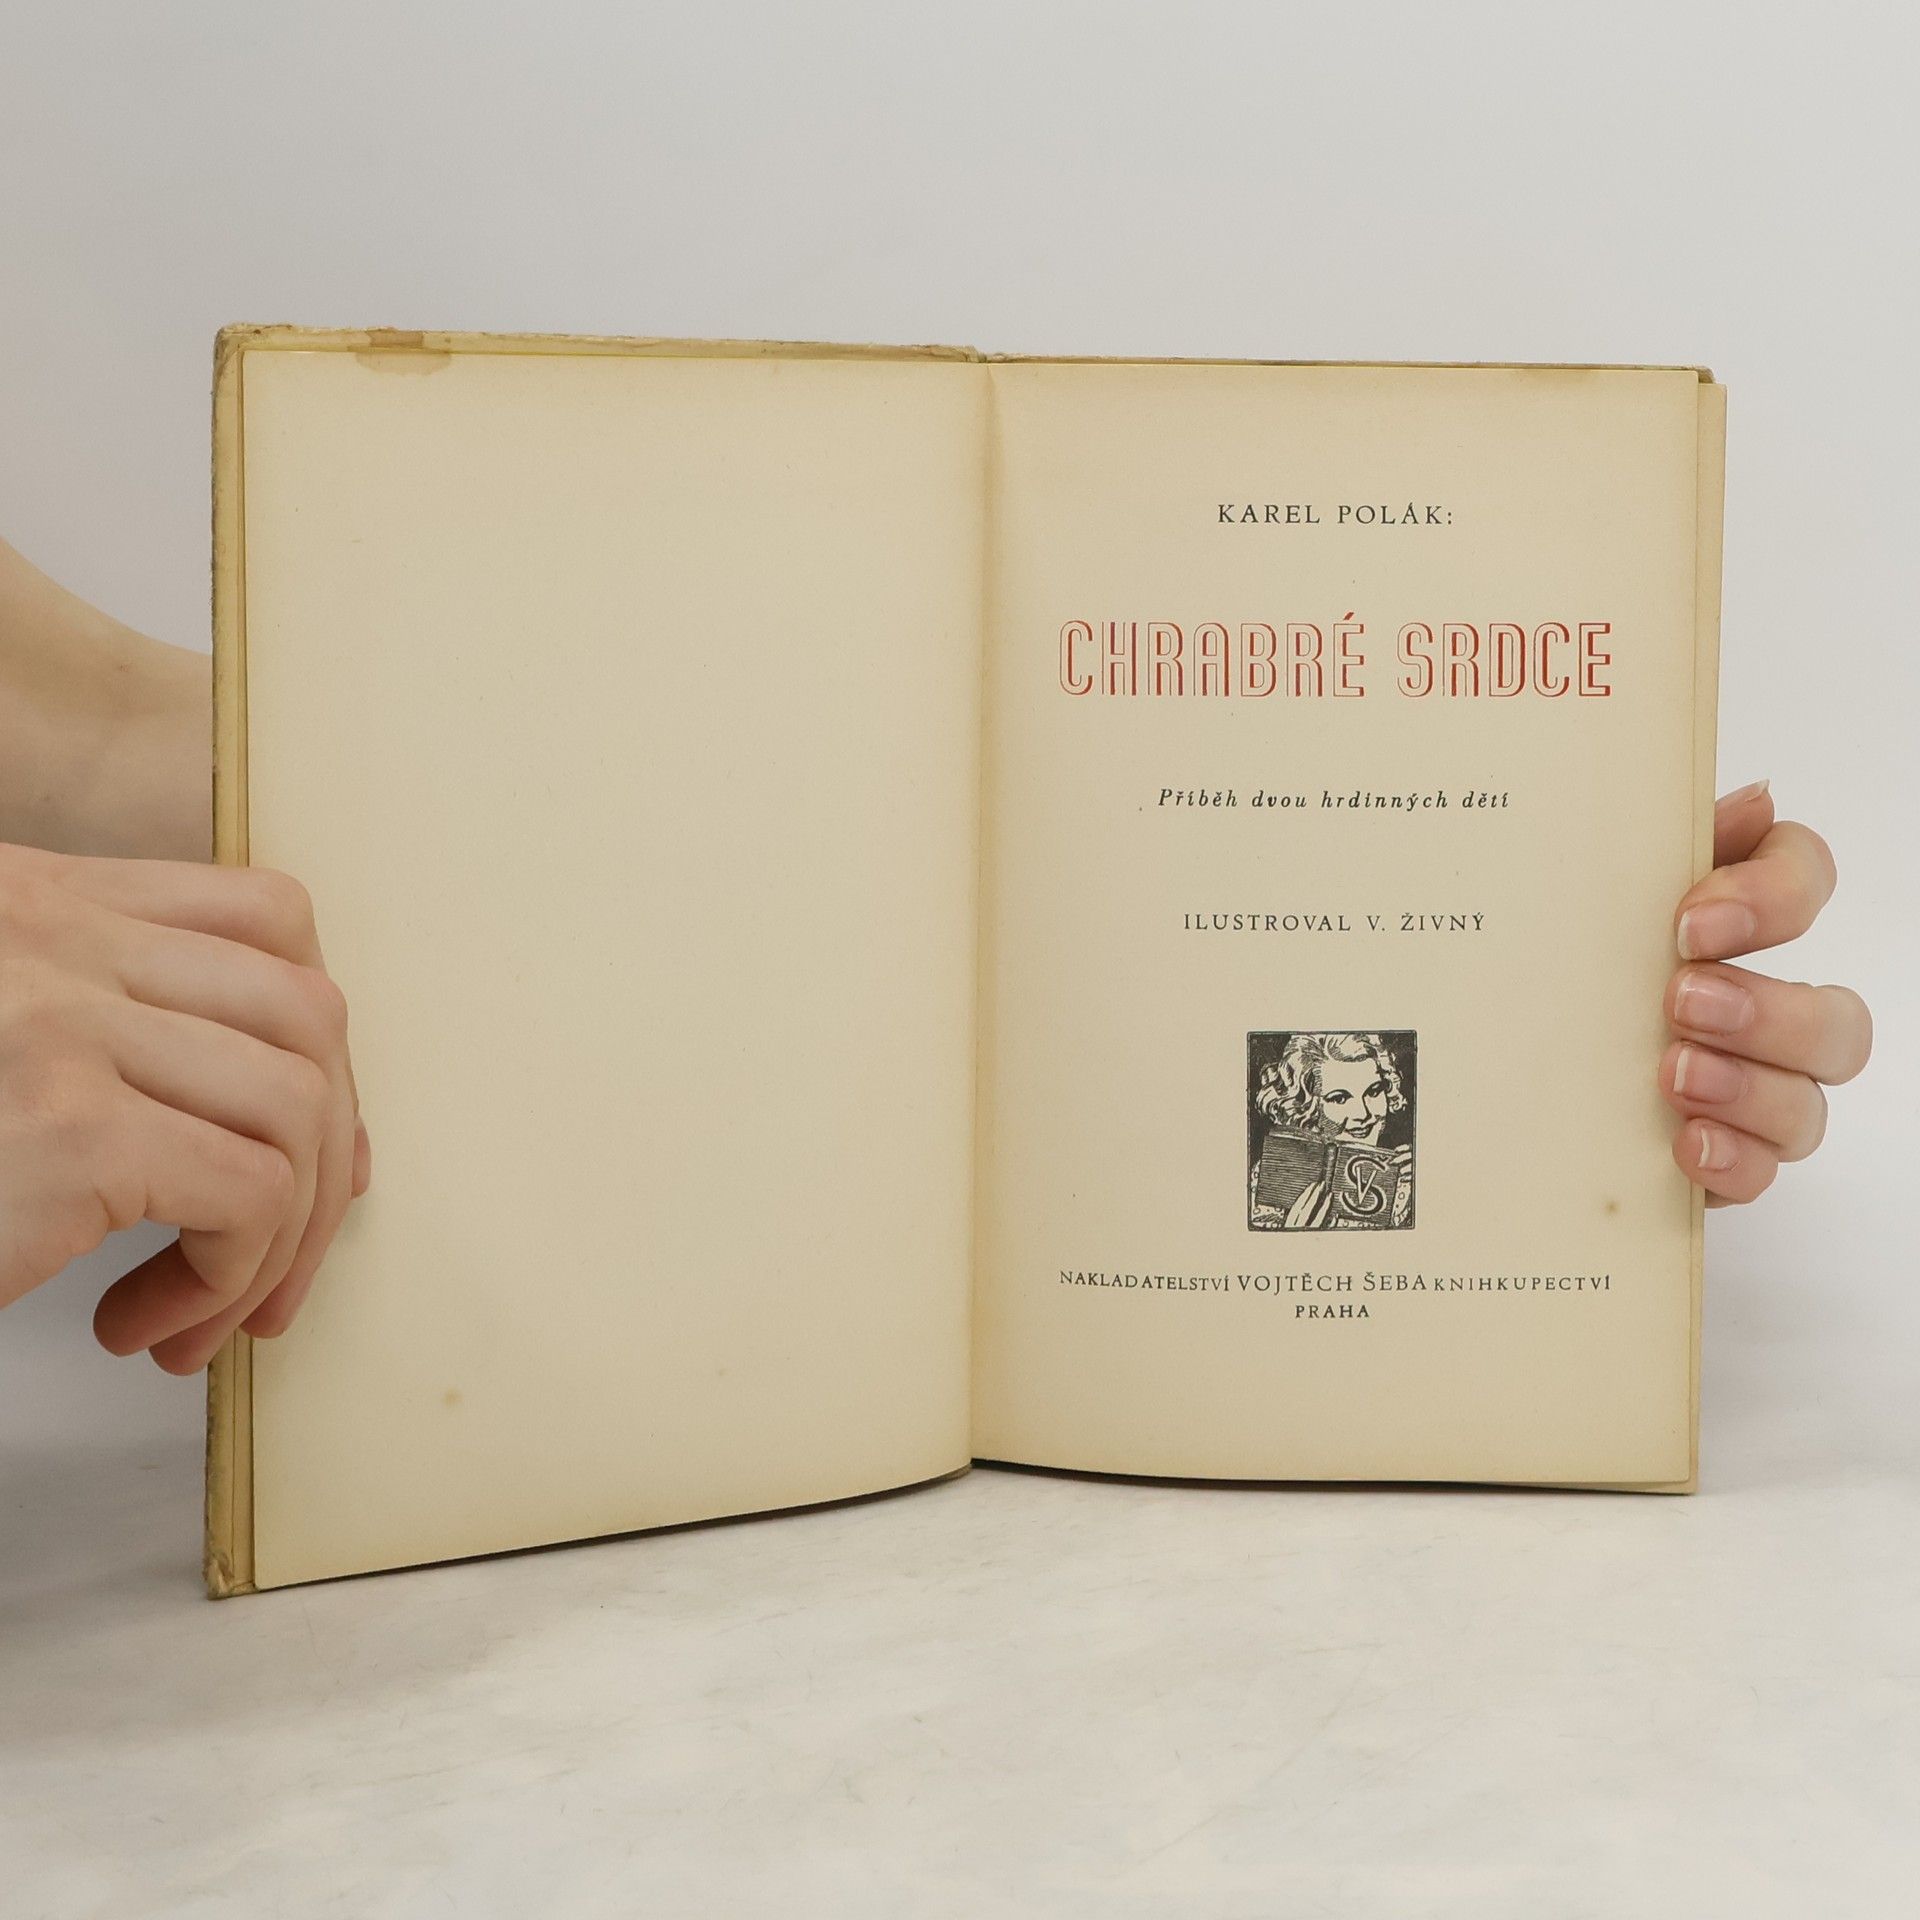 KAREL POLÁK:
CHRABRÉ SRDCE
Příběh dvou hrdinných dětí
ILUSTROVAL V. ŽIVNÝ
VS
NAKLADATELSTVÍ VOJTĚCH ŠEBA KNIHKUPECTVÍ
PRAHA